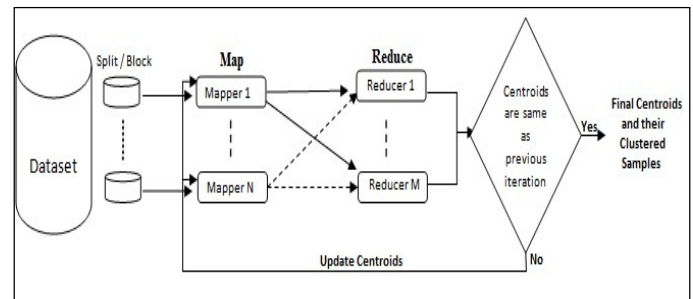 Split / Block
Map
Reduce
Dataset
Mapper 1
Mapper N
Reducer 1
Reducer M
Centroids
are same
as
previous
iteration
Yes
No
Final Centroids
and their
Clustered
Samples
Update Centroids